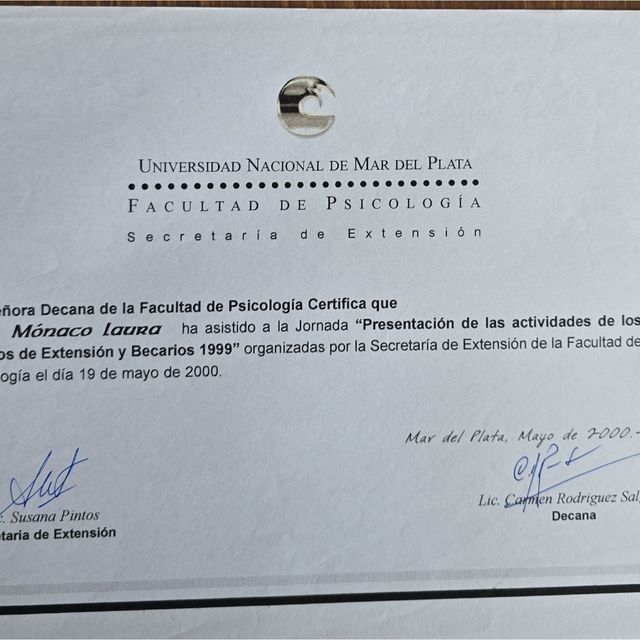 UNIVERSIDAD NACIONAL DE MAR DEL PLATA
FACULTAD DE PSICOLOGÍA
Secretaría de Extensión
eñora Decana de la Facultad de Psicología Certifica que
Mónaco Laura ha asistido a la Jornada “Presentación de las actividades de los
os de Extensión y Becarios 1999” organizadas por la Secretaría de Extensión de la Facultad de
ología el día 19 de mayo de 2000.
Mar del Plata, Mayo de 2000.-
c. Susana Pintos
etaria de Extensión
Lic. Carmen Rodriguez Sal
Decana